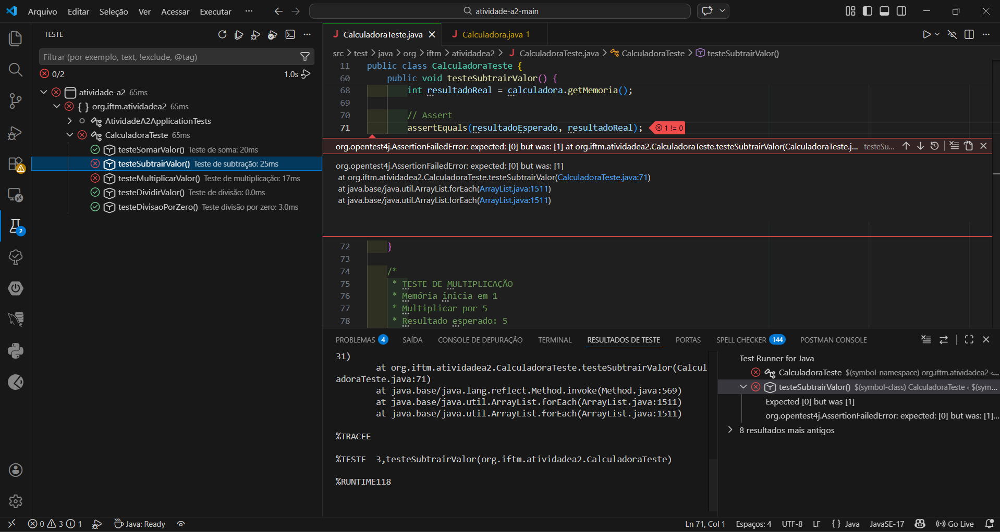 Arquivo Editar Seleção Ver Acessar Executar ··· atividade-a2-main
TESTE
Filtrar (por exemplo, text, !exclude, @tag)
0/2 1.0s
atividade-a2 65ms
{ } org.iftm.atividadea2 65ms
AtividadeA2ApplicationTests
CalculadoraTeste 65ms
testeSomarValor() Teste de soma: 20ms
testeSubtrairValor() Teste de subtração: 25ms
testeMultiplicarValor() Teste de multiplicação: 17ms
testeDividirValor() Teste de divisão: 0.0ms
testeDivisaoPorZero() Teste divisão por zero: 3.0ms
2
J CalculadoraTeste.java J Calculadora.java 1
src > test > java > org > iftm > atividadea2 > J CalculadoraTeste.java > CalculadoraTeste > testeSubtrairValor()
11 public class CalculadoraTeste {
60 public void testeSubtrairValor() {
68 int resultadoReal = calculadora.getMemoria();
69
70 // Assert
71 assertEquals(resultadoEsperado, resultadoReal); 1 != 0
org.opentest4j.AssertionFailedError: expected: [0] but was: [1] at org.iftm.atividadea2.CalculadoraTeste.testeSubtrairValor(CalculadoraTeste.j... testeSu...
org.opentest4j.AssertionFailedError: expected: [0] but was: [1]
at org.iftm.atividadea2.CalculadoraTeste.testeSubtrairValor(CalculadoraTeste.java:71)
at java.base/java.util.ArrayList.forEach(ArrayList.java:1511)
at java.base/java.util.ArrayList.forEach(ArrayList.java:1511)
72 }
73
74 /*
75 * TESTE DE MULTIPLICAÇÃO
76 * Memória inicia em 1
77 * Multiplicar por 5
78 * Resultado esperado: 5
PROBLEMAS 4 SAÍDA CONSOLE DE DEPURAÇÃO TERMINAL RESULTADOS DE TESTE PORTAS SPELL CHECKER 144 POSTMAN CONSOLE
31)
at org.iftm.atividadea2.CalculadoraTeste.testeSubtrairValor(Calcul
adoraTeste.java:71)
at java.base/java.lang.reflect.Method.invoke(Method.java:569)
at java.base/java.util.ArrayList.forEach(ArrayList.java:1511)
at java.base/java.util.ArrayList.forEach(ArrayList.java:1511)
%TRACEE
%TESTE 3,testeSubtrairValor(org.iftm.atividadea2.CalculadoraTeste)
%RUNTIME118
Test Runner for Java
CalculadoraTeste $(symbol-namespace) org.iftm.atividadea2 ‹...
testeSubtrairValor() $(symbol-class) CalculadoraTeste ‹ $(sym...
Expected [0] but was [1]
org.opentest4j.AssertionFailedError: expected: [0] but was: [1]...
8 resultados mais antigos
0 3 1 Java: Ready Ln 71, Col 1 Espaços: 4 UTF-8 LF { } Java JavaSE-17 Go Live